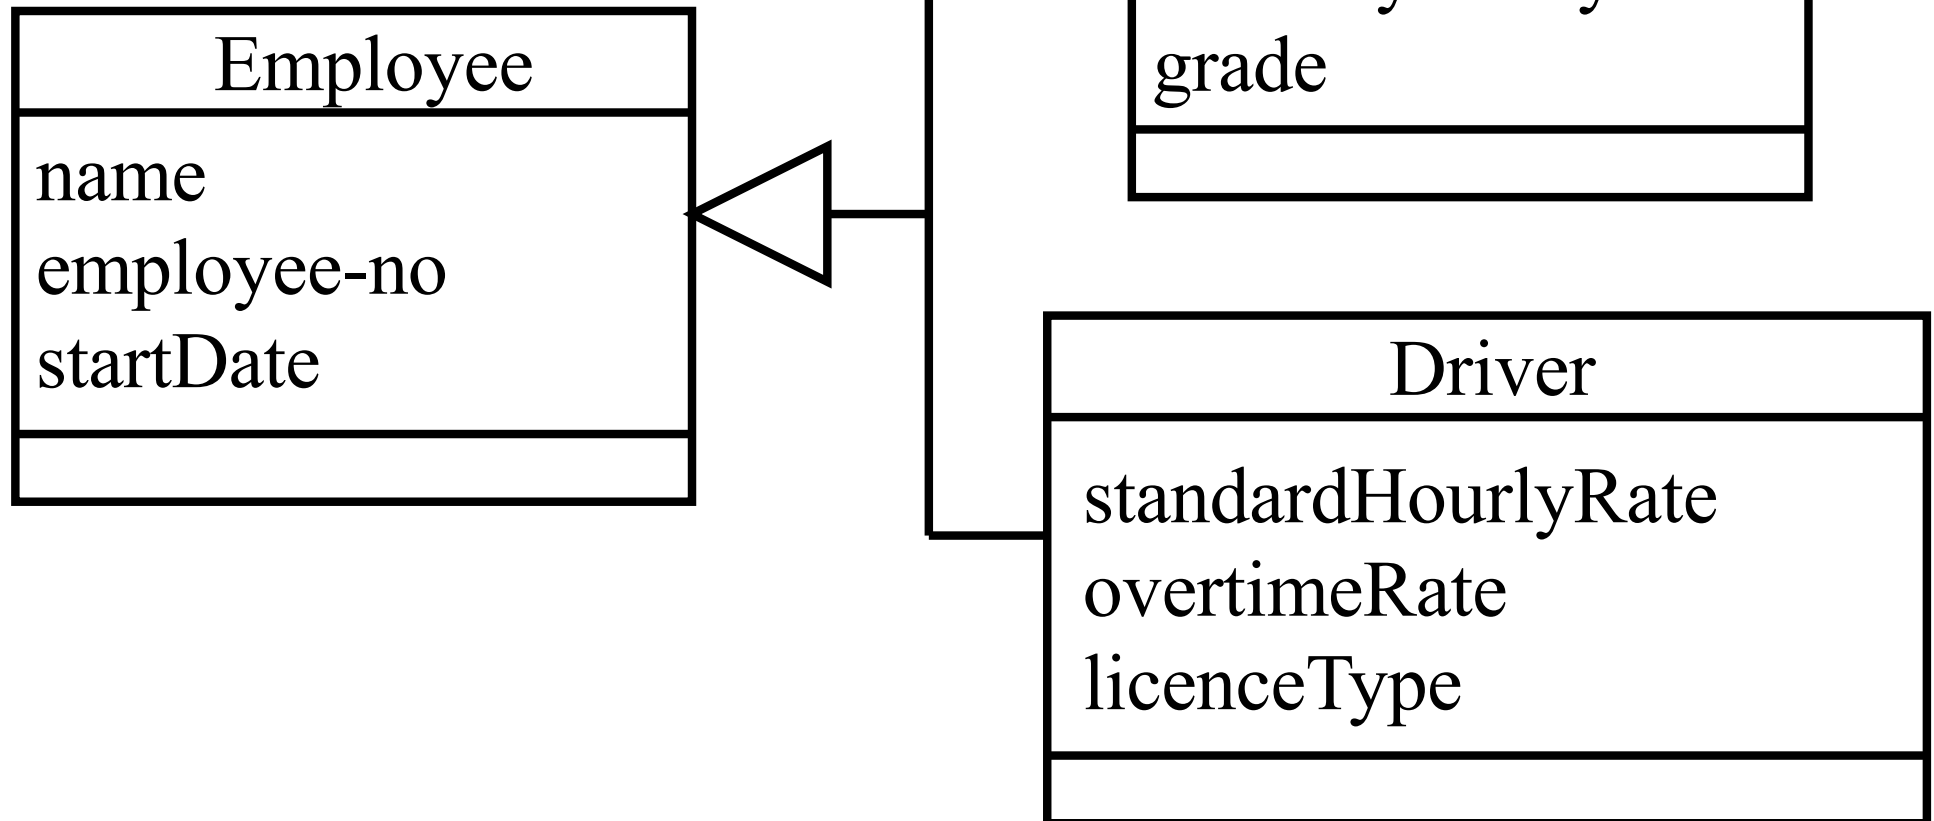 Employee
name
employee-no
startDate
grade
Driver
standardHourlyRate
overtimeRate
licenceType